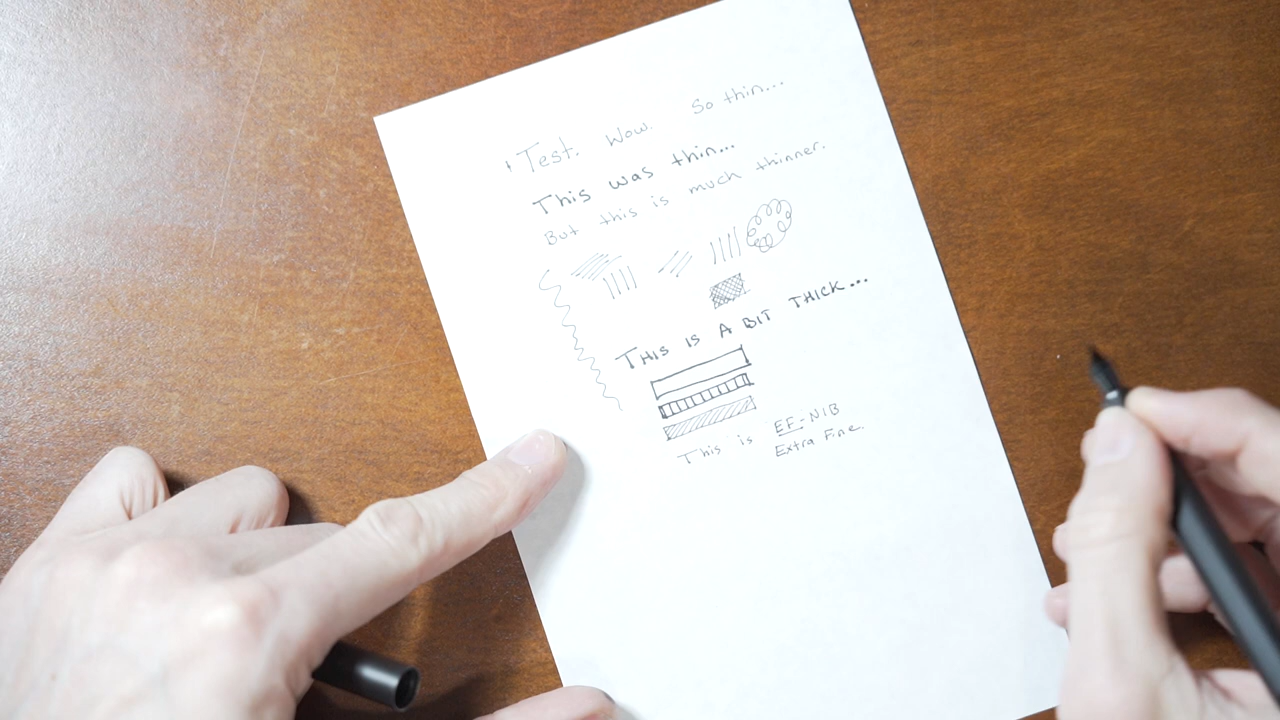 Test. Wow. So thin...
This was thin...
But this is much thinner.
THIS IS A BIT THICK...
This is EF-NIB
Extra Fine.